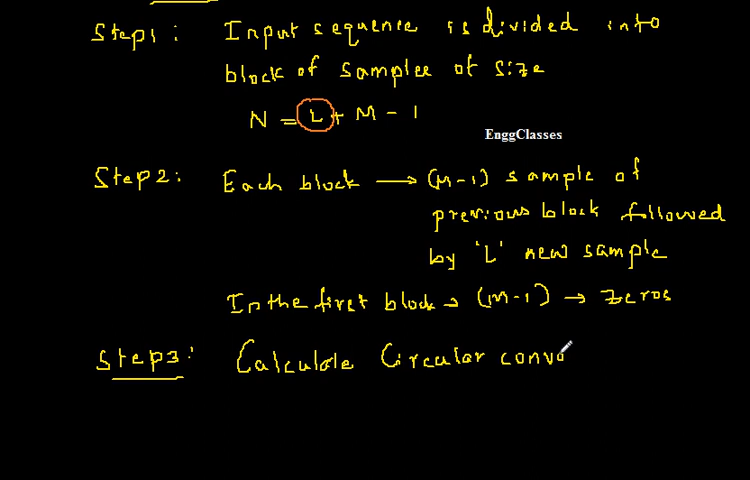 Step1: Input sequence is divided into
block of samples of size
N = L + M - 1
EnggClasses
Step2: Each block → (M-1) sample of
previous block followed
by 'L' new sample
In the first block → (M-1) → zeros
Step3: Calculate Circular convo